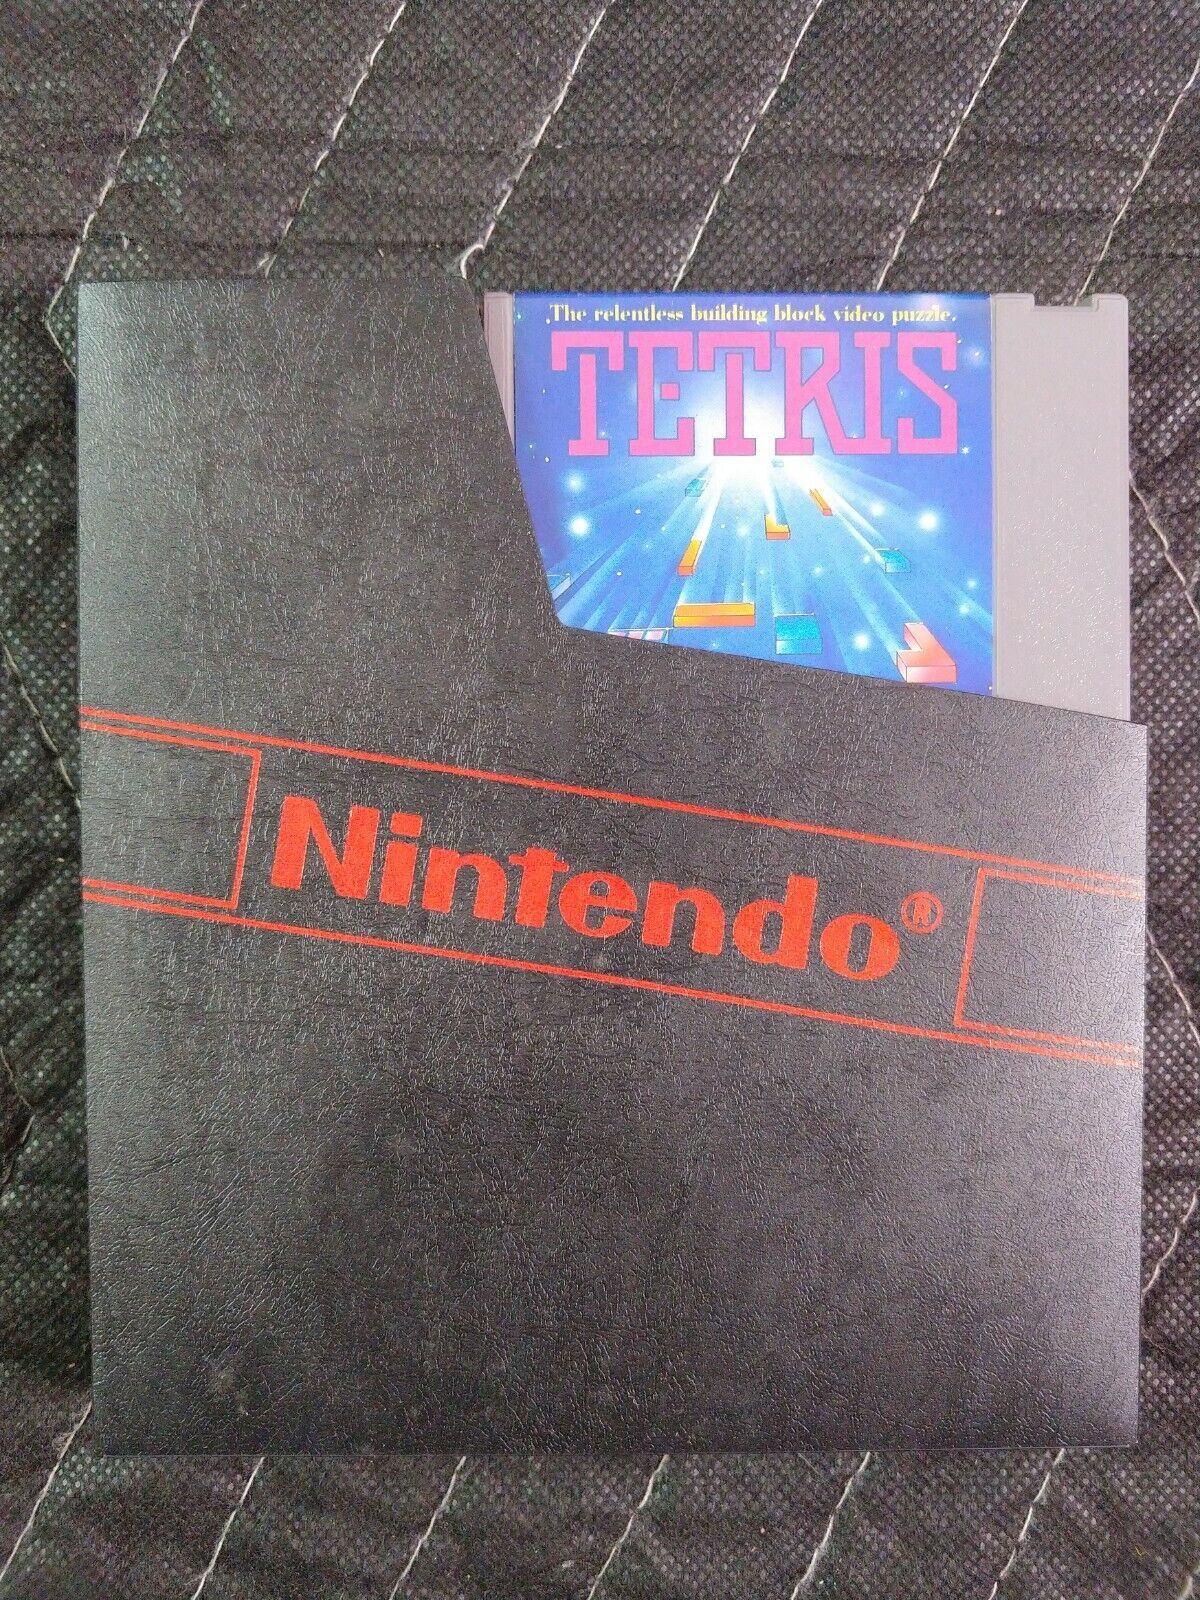 The relentless building block video puzzle.
TETRIS
Nintendo®